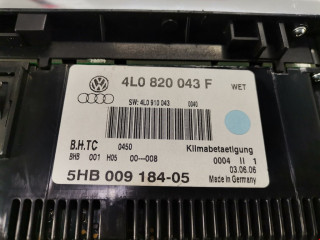 4L0 820 043 F
WET
SW: 4L0 910 043 0040
B.H.TC 0450 Klimabetaetigung
5HB 001 H05 00---008 0004 II 1
03.06.06
5HB 009 184-05 Made in Germany